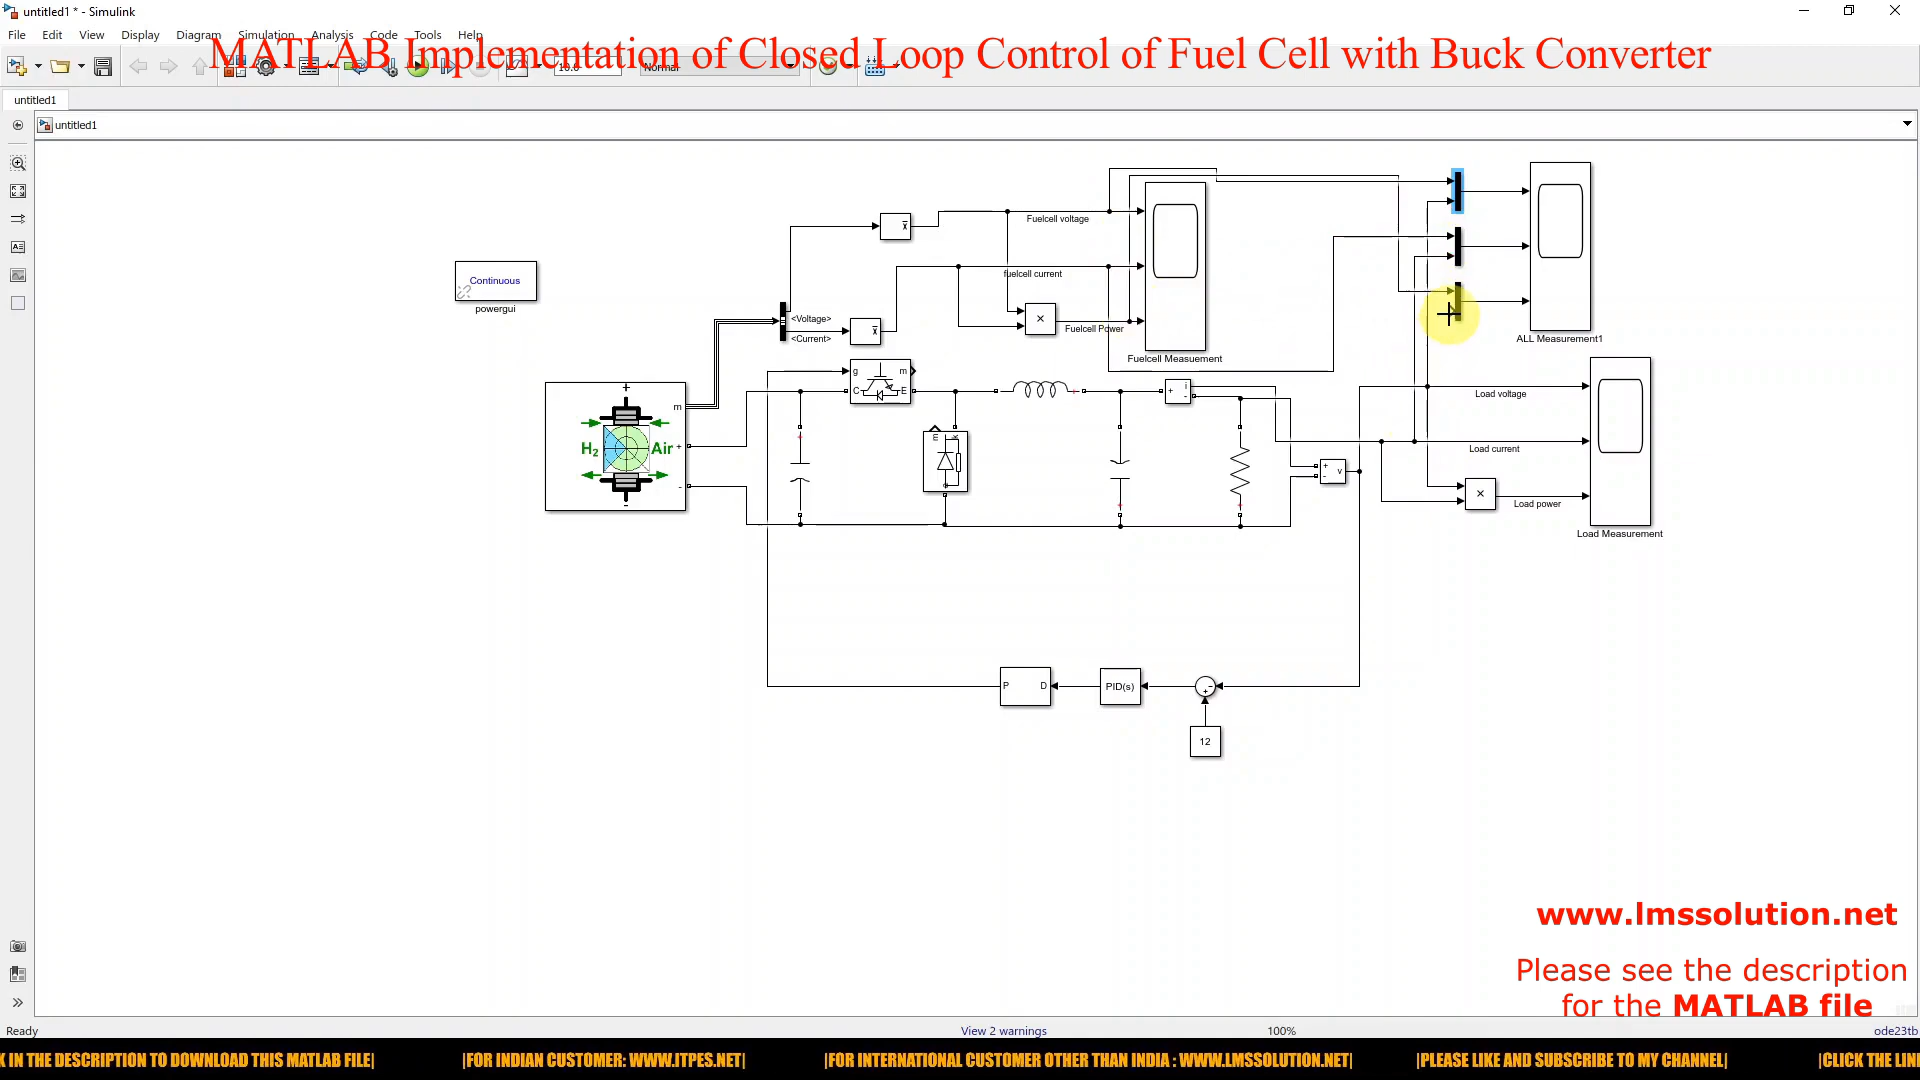 untitled1 * - Simulink
File Edit View Display Diagram Simulation Analysis Code Tools Help
MATLAB Implementation of Closed Loop Control of Fuel Cell with Buck Converter
10.0 Normal
untitled1
untitled1
Continuous
powergui
x
Fuelcell voltage
fuelcell current
<Voltage>
<Current>
x
×
Fuelcell Power
Fuelcell Measuement
ALL Measurement1
g m
C E
+ m
H₂ Air
+
-
-
m k
a
+ i
-
+ v
-
Load voltage
Load current
×
Load power
Load Measurement
P D
PID(s)
-
+
12
www.lmssolution.net
Please see the description
for the MATLAB file
Ready View 2 warnings 100% ode23tb
K IN THE DESCRIPTION TO DOWNLOAD THIS MATLAB FILE| |FOR INDIAN CUSTOMER: WWW.ITPES.NET| |FOR INTERNATIONAL CUSTOMER OTHER THAN INDIA : WWW.LMSSOLUTION.NET| |PLEASE LIKE AND SUBSCRIBE TO MY CHANNEL| |CLICK THE LIN